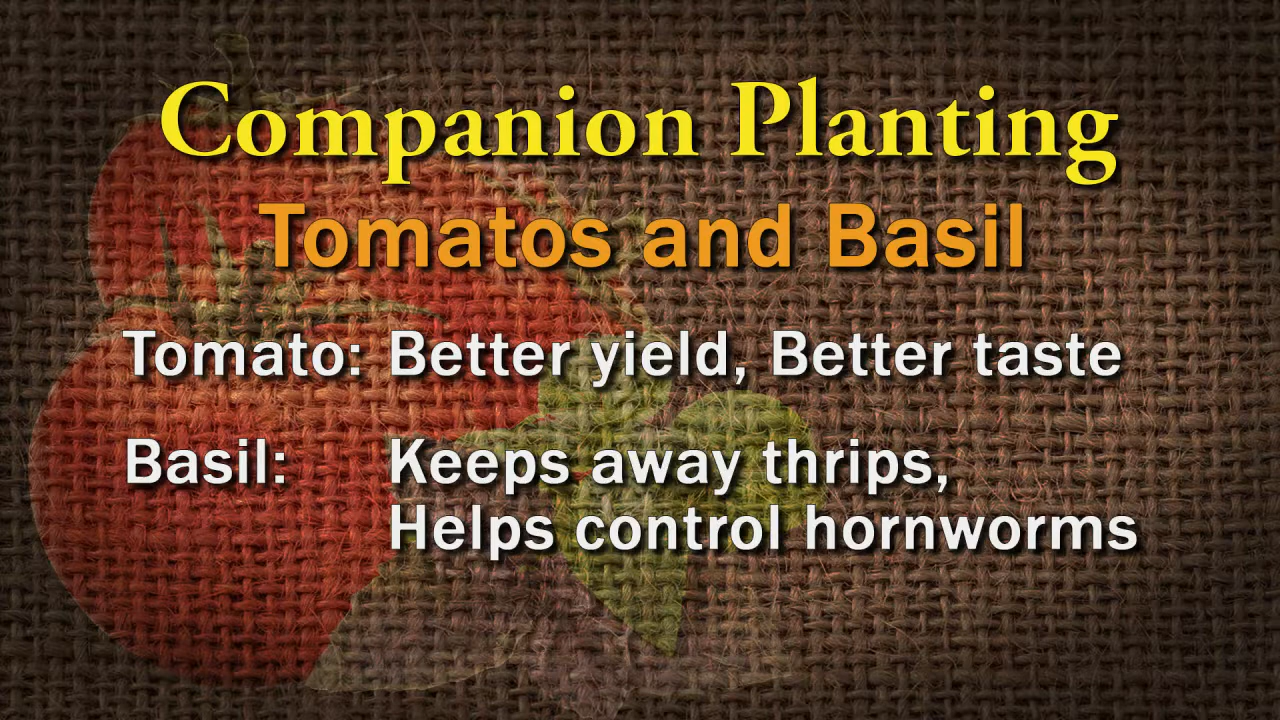 Companion Planting
Tomatos and Basil
Tomato: Better yield, Better taste
Basil: Keeps away thrips,
Helps control hornworms